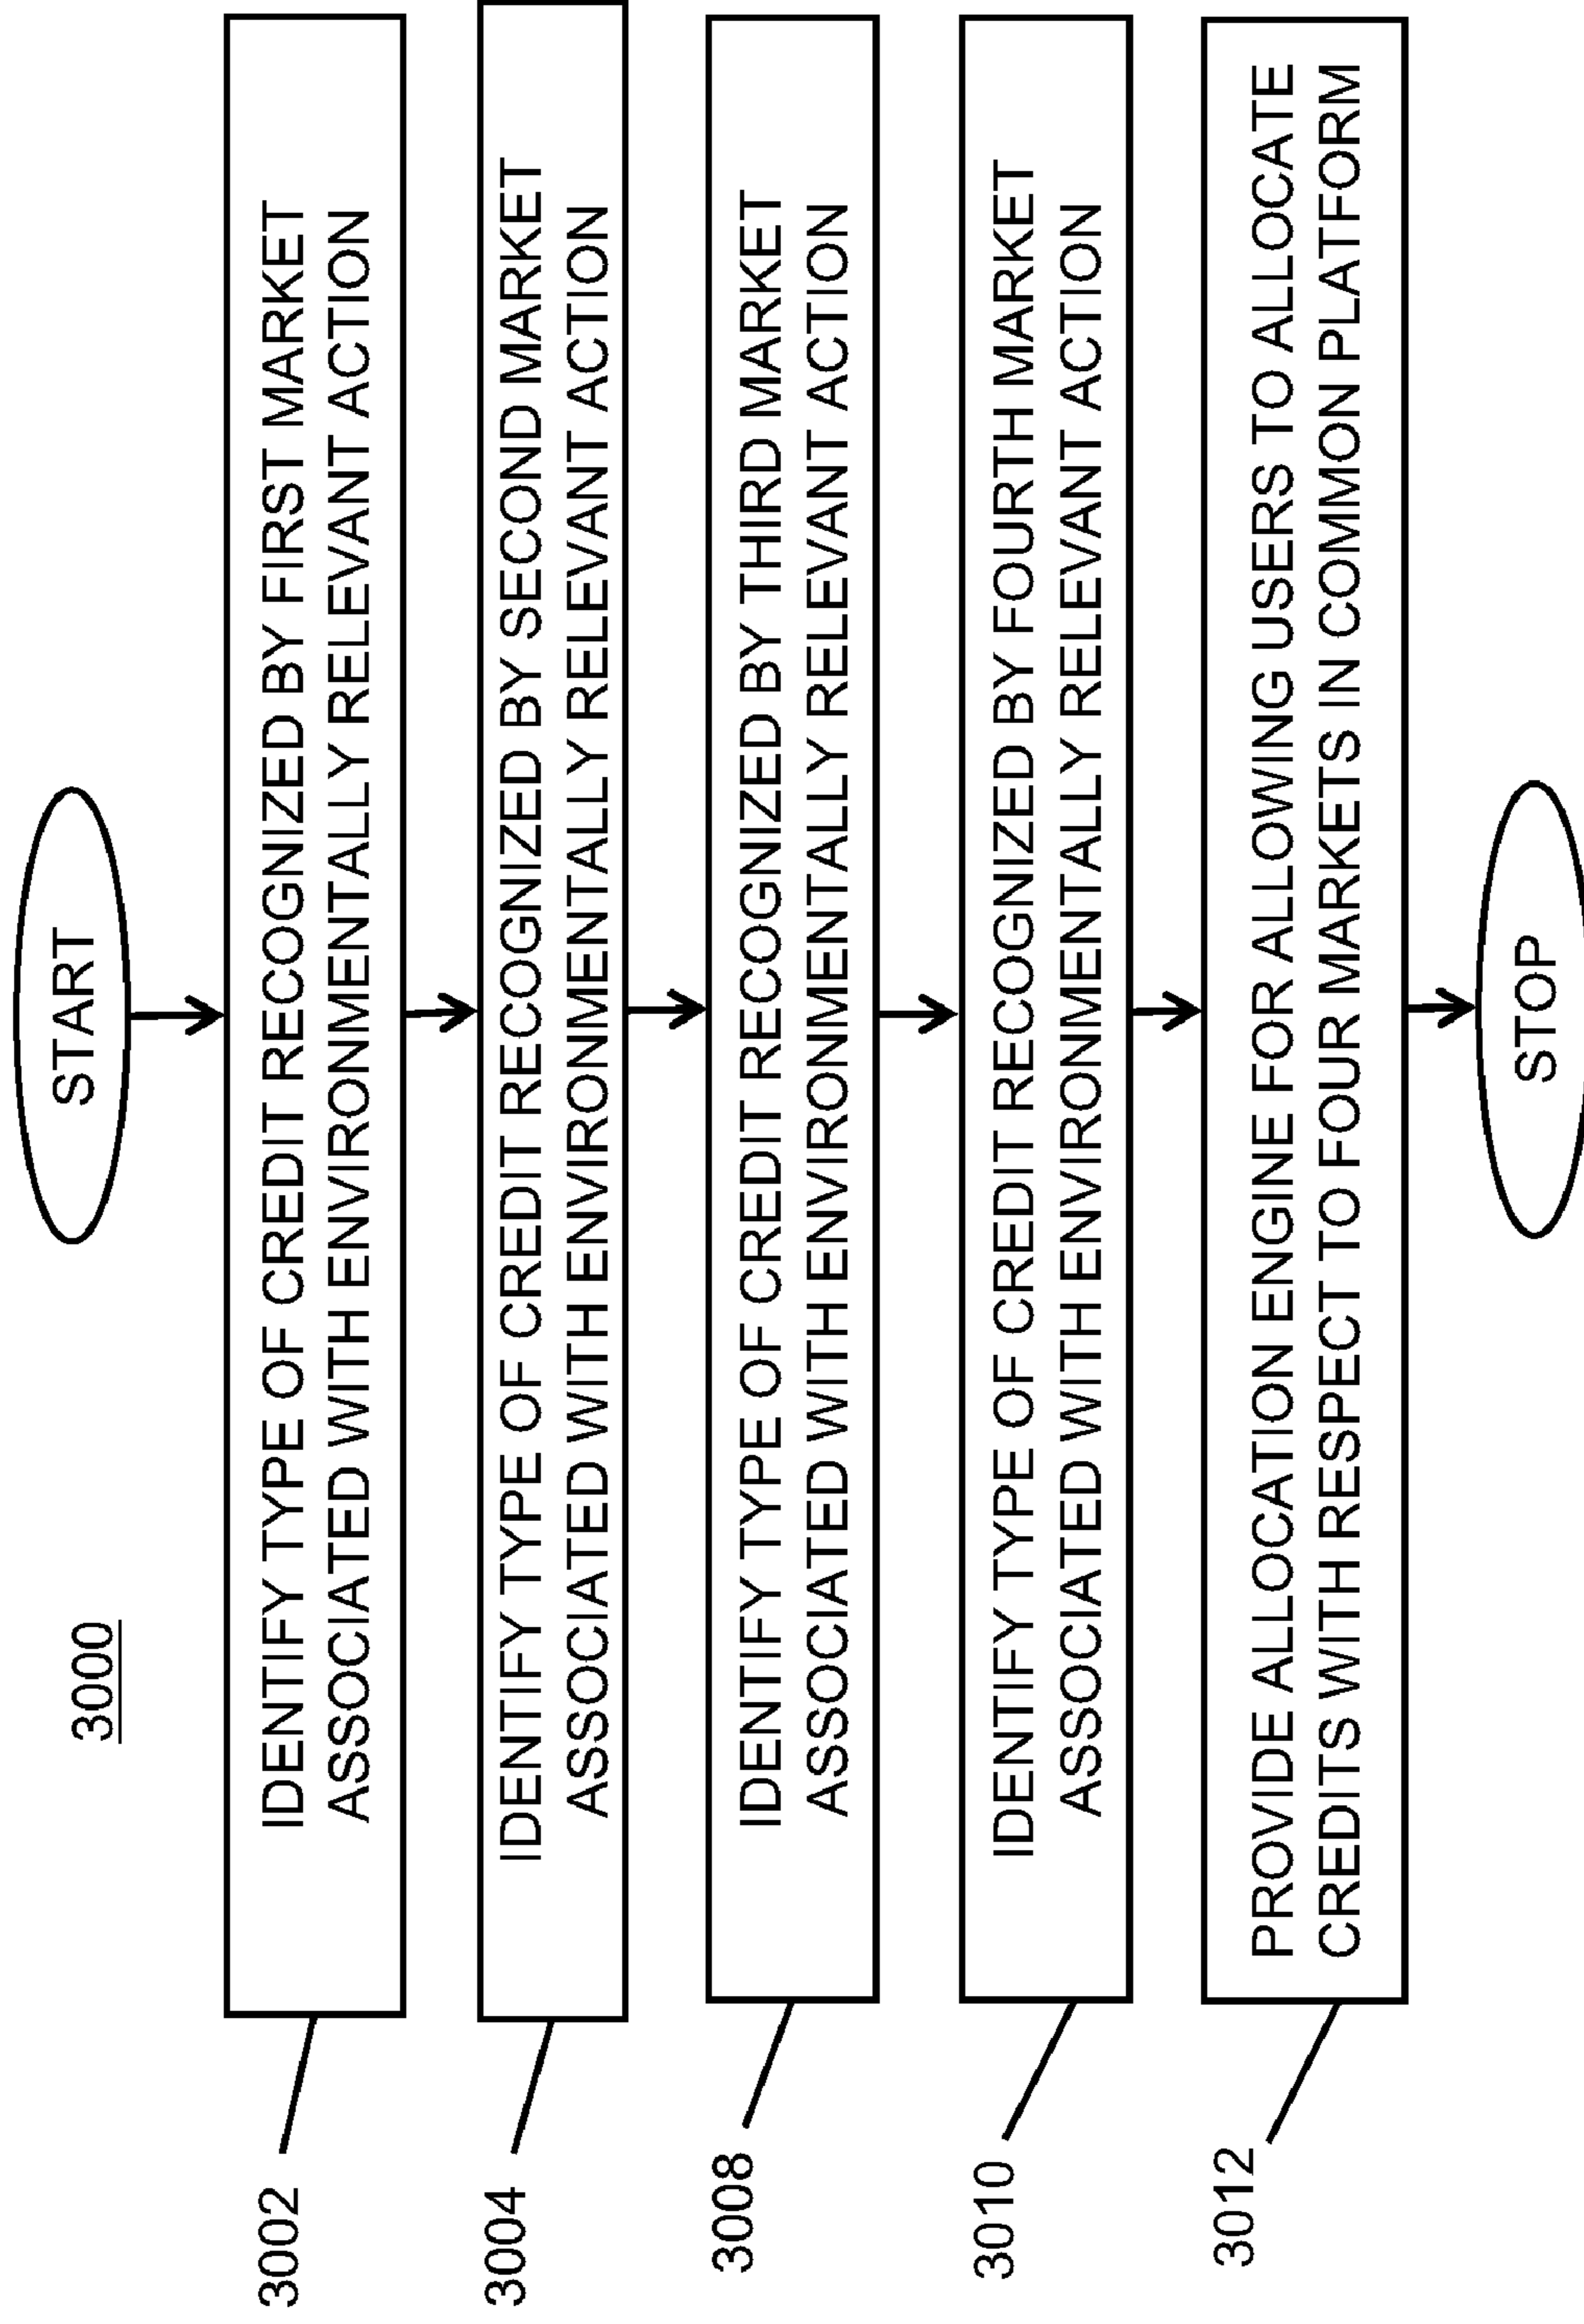 3000
START
3002
IDENTIFY TYPE OF CREDIT RECOGNIZED BY FIRST MARKET
ASSOCIATED WITH ENVIRONMENTALLY RELEVANT ACTION
3004
IDENTIFY TYPE OF CREDIT RECOGNIZED BY SECOND MARKET
ASSOCIATED WITH ENVIRONMENTALLY RELEVANT ACTION
3008
IDENTIFY TYPE OF CREDIT RECOGNIZED BY THIRD MARKET
ASSOCIATED WITH ENVIRONMENTALLY RELEVANT ACTION
3010
IDENTIFY TYPE OF CREDIT RECOGNIZED BY FOURTH MARKET
ASSOCIATED WITH ENVIRONMENTALLY RELEVANT ACTION
3012
PROVIDE ALLOCATION ENGINE FOR ALLOWING USERS TO ALLOCATE
CREDITS WITH RESPECT TO FOUR MARKETS IN COMMON PLATFORM
STOP